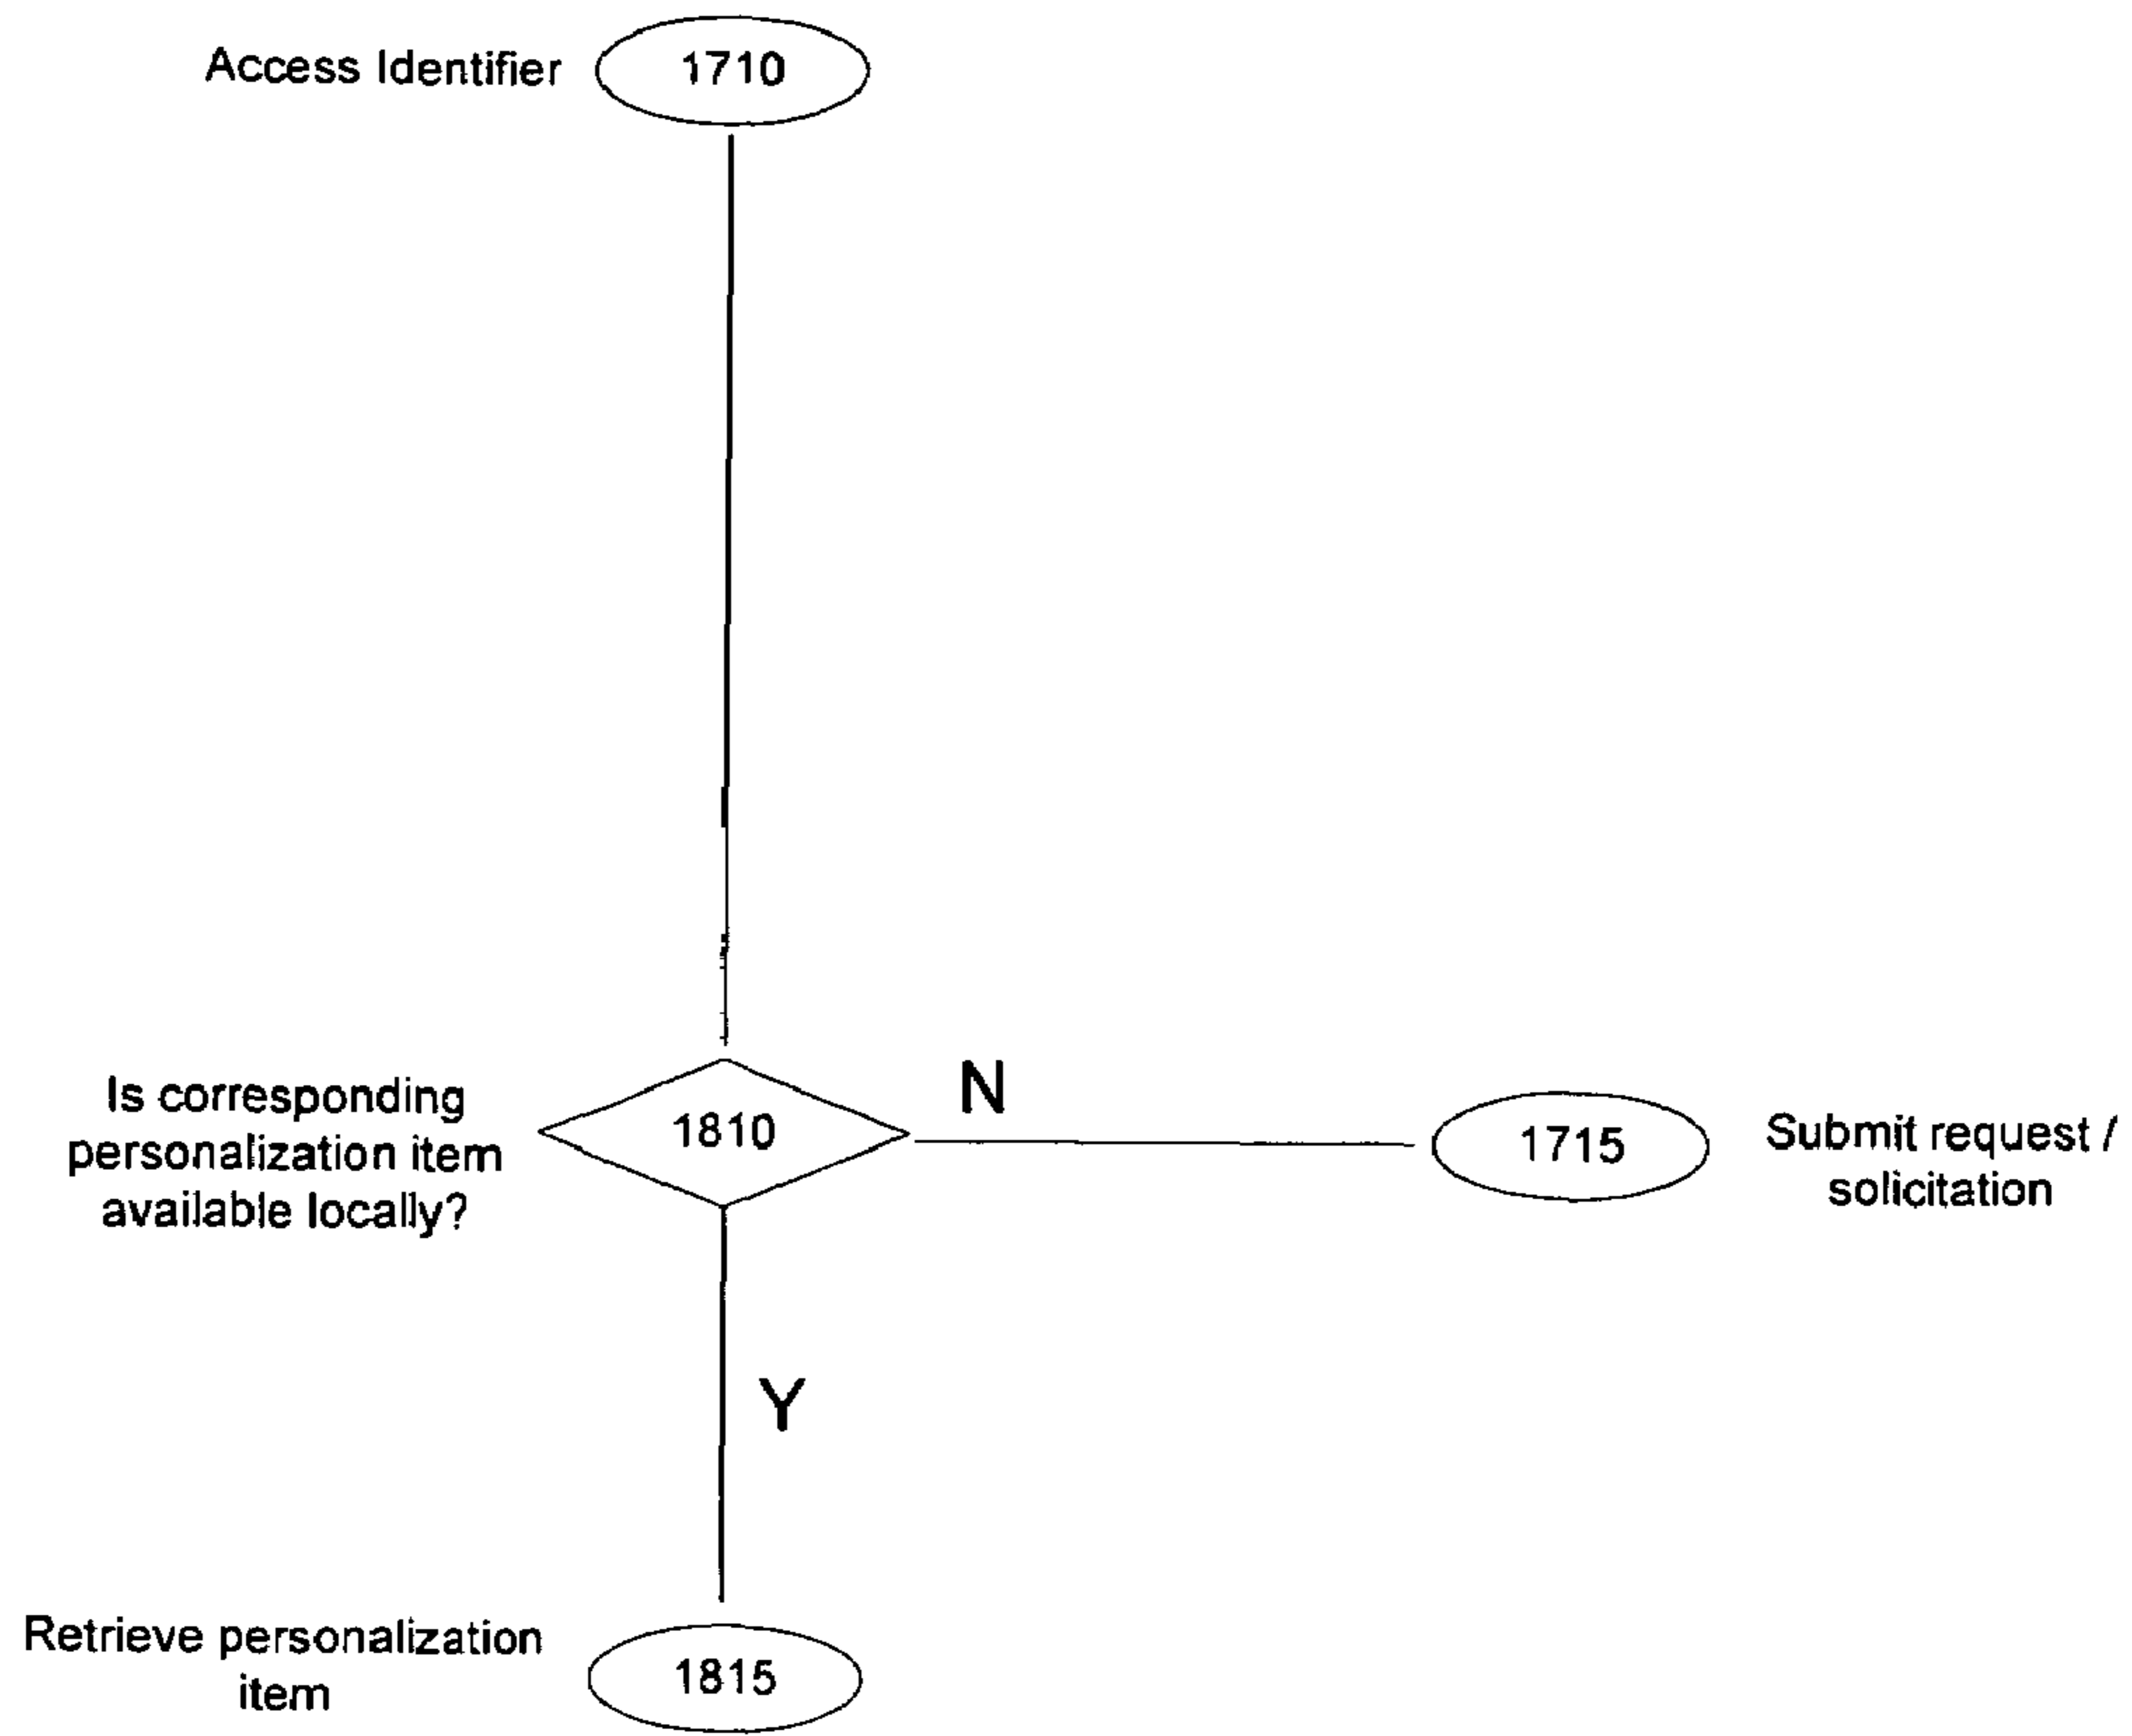 Access Identifier
1710
Is corresponding
personalization item
available locally?
1810
N
1715
Submit request /
solicitation
Y
Retrieve personalization
item
1815